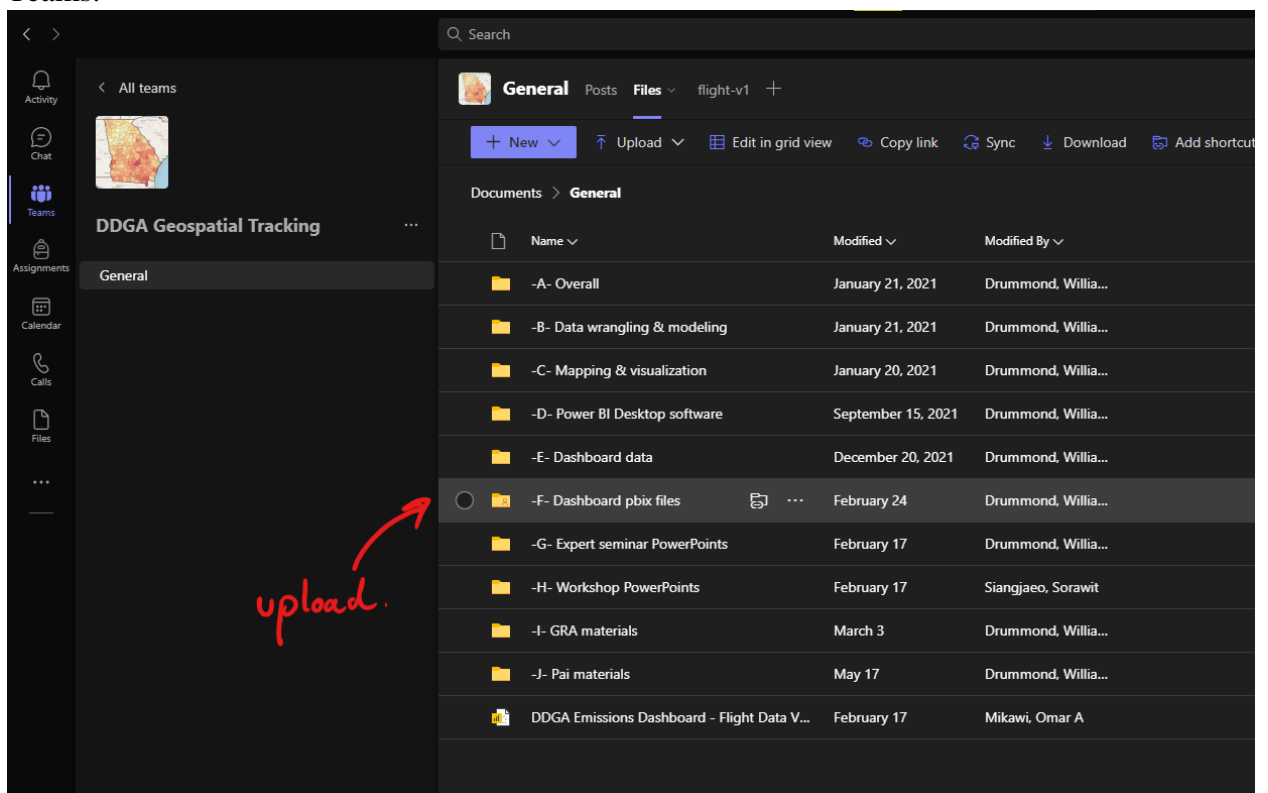 Search
Activity
Chat
Teams
Assignments
Calendar
Calls
Files
All teams
DDGA Geospatial Tracking
General
General Posts Files flight-v1
New Upload Edit in grid view Copy link Sync Download Add shortcut
Documents > General
Name Modified Modified By
-A- Overall January 21, 2021 Drummond, Willia...
-B- Data wrangling & modeling January 21, 2021 Drummond, Willia...
-C- Mapping & visualization January 20, 2021 Drummond, Willia...
-D- Power BI Desktop software September 15, 2021 Drummond, Willia...
-E- Dashboard data December 20, 2021 Drummond, Willia...
-F- Dashboard pbix files ... February 24 Drummond, Willia...
-G- Expert seminar PowerPoints February 17 Drummond, Willia...
-H- Workshop PowerPoints February 17 Siangjaeo, Sorawit
-I- GRA materials March 3 Drummond, Willia...
-J- Pai materials May 17 Drummond, Willia...
DDGA Emissions Dashboard - Flight Data V... February 17 Mikawi, Omar A
upload.